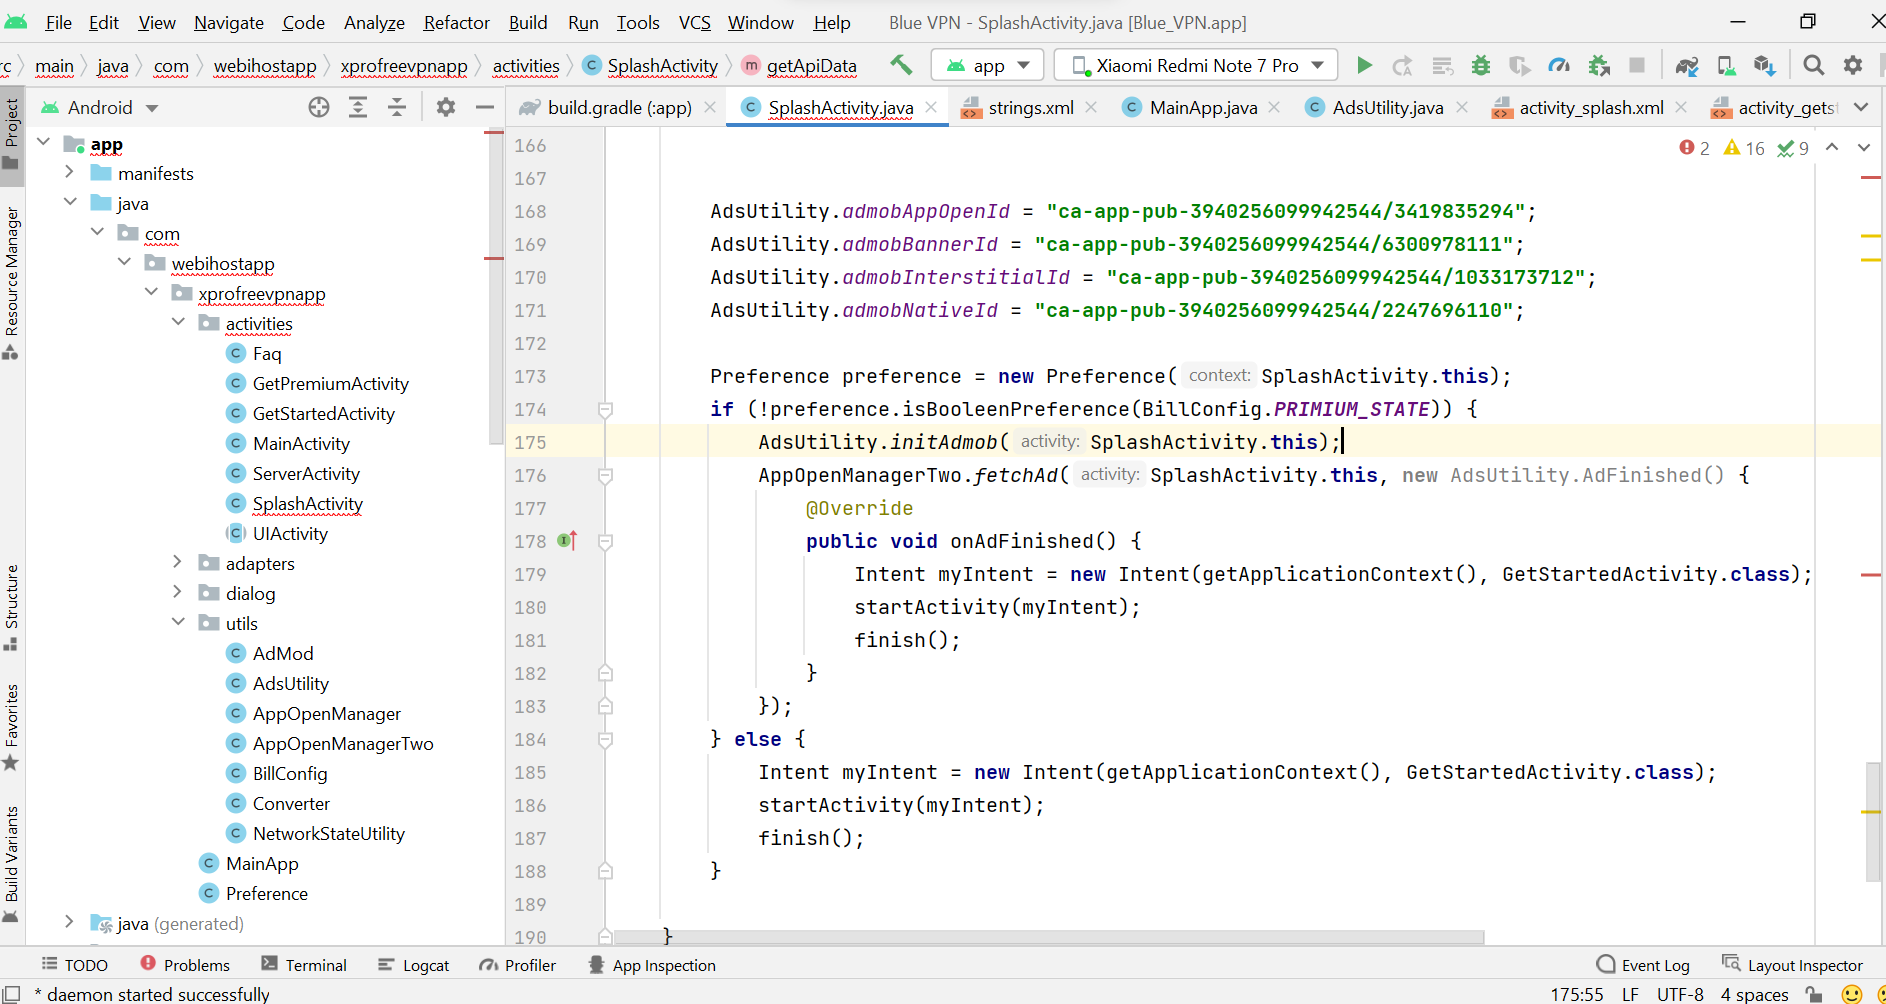 File Edit View Navigate Code Analyze Refactor Build Run Tools VCS Window Help Blue VPN - SplashActivity.java [Blue_VPN.app]
rc main java com webihostapp xprofreevpnapp activities SplashActivity getApiData app Xiaomi Redmi Note 7 Pro
Android build.gradle (:app) SplashActivity.java strings.xml MainApp.java AdsUtility.java activity_splash.xml activity_gets
Project
Resource Manager
Structure
Favorites
Build Variants
app
manifests
java
com
webihostapp
xprofreevpnapp
activities
Faq
GetPremiumActivity
GetStartedActivity
MainActivity
ServerActivity
SplashActivity
UIActivity
adapters
dialog
utils
AdMod
AdsUtility
AppOpenManager
AppOpenManagerTwo
BillConfig
Converter
NetworkStateUtility
MainApp
Preference
java (generated)
2 16 9
166
167
168 AdsUtility.admobAppOpenId = "ca-app-pub-3940256099942544/3419835294";
169 AdsUtility.admobBannerId = "ca-app-pub-3940256099942544/6300978111";
170 AdsUtility.admobInterstitialId = "ca-app-pub-3940256099942544/1033173712";
171 AdsUtility.admobNativeId = "ca-app-pub-3940256099942544/2247696110";
172
173 Preference preference = new Preference( context: SplashActivity.this);
174 if (!preference.isBooleenPreference(BillConfig.PRIMIUM_STATE)) {
175 AdsUtility.initAdmob( activity: SplashActivity.this);
176 AppOpenManagerTwo.fetchAd( activity: SplashActivity.this, new AdsUtility.AdFinished() {
177 @Override
178 public void onAdFinished() {
179 Intent myIntent = new Intent(getApplicationContext(), GetStartedActivity.class);
180 startActivity(myIntent);
181 finish();
182 }
183 });
184 } else {
185 Intent myIntent = new Intent(getApplicationContext(), GetStartedActivity.class);
186 startActivity(myIntent);
187 finish();
188 }
189
190 }
TODO Problems Terminal Logcat Profiler App Inspection Event Log Layout Inspector
* daemon started successfully 175:55 LF UTF-8 4 spaces